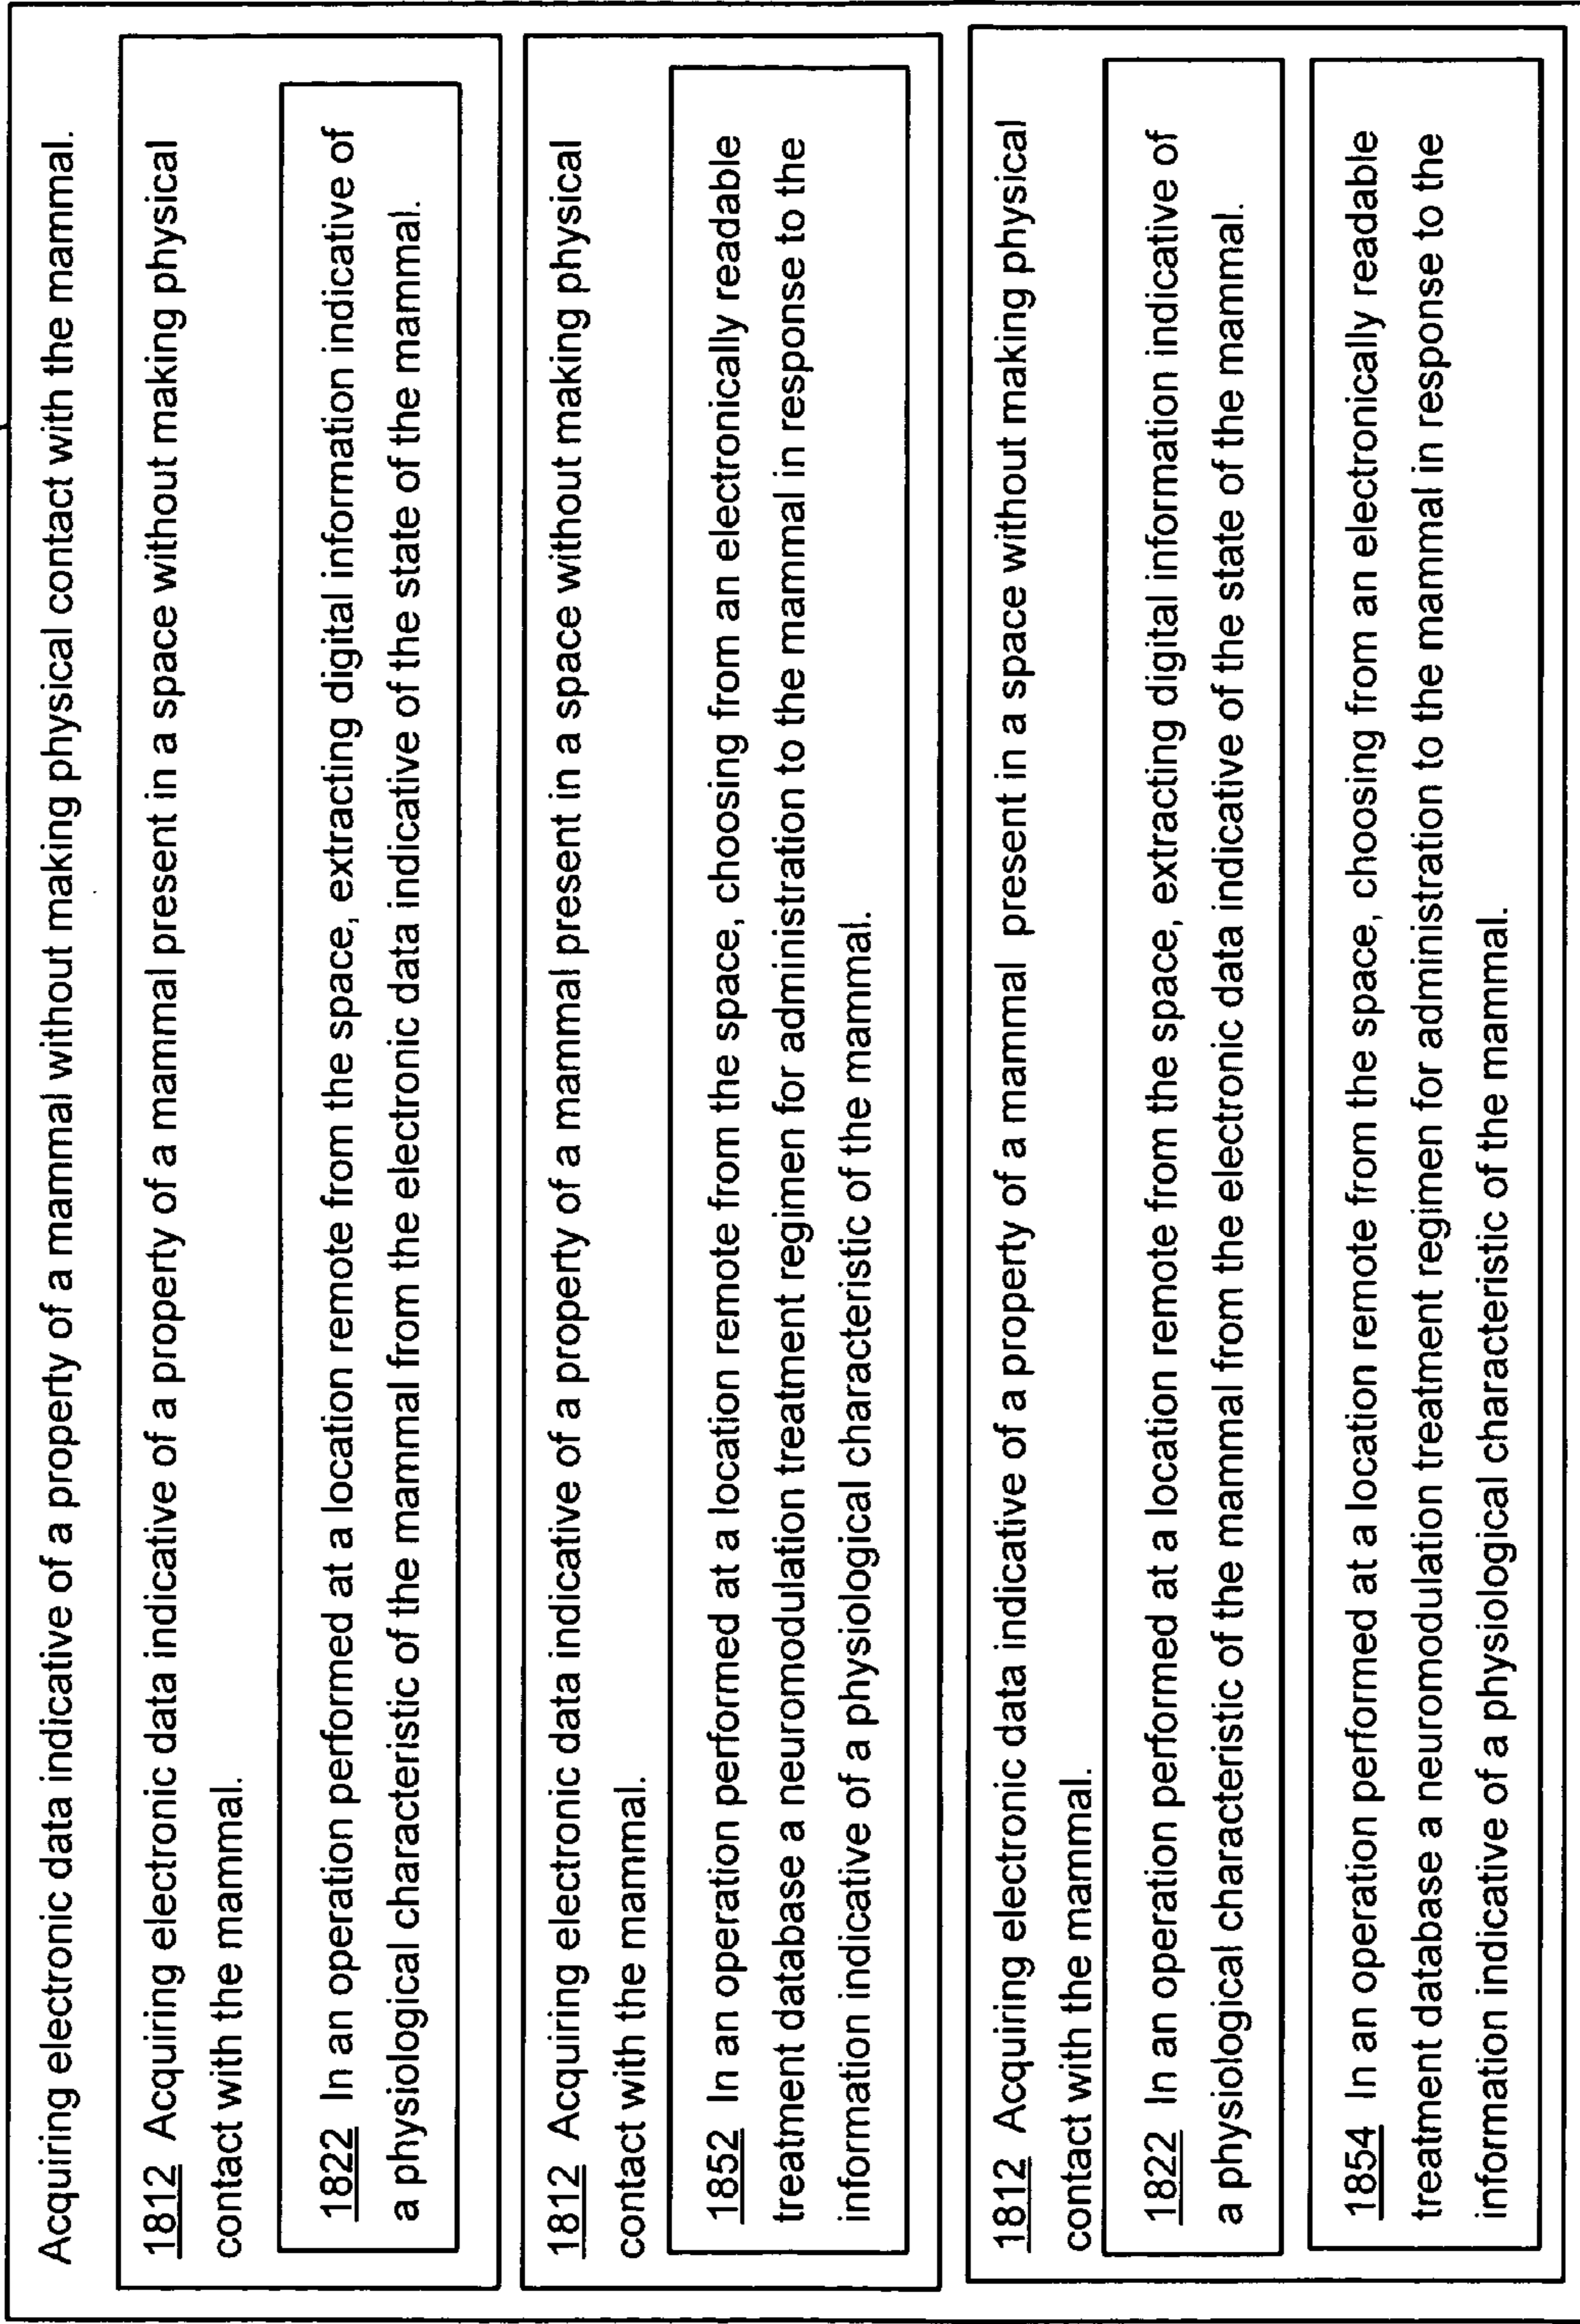 Acquiring electronic data indicative of a property of a mammal without making physical contact with the mammal.
1812 Acquiring electronic data indicative of a property of a mammal present in a space without making physical
contact with the mammal.
1822 In an operation performed at a location remote from the space, extracting digital information indicative of
a physiological characteristic of the mammal from the electronic data indicative of the state of the mammal.
1812 Acquiring electronic data indicative of a property of a mammal present in a space without making physical
contact with the mammal.
1852 In an operation performed at a location remote from the space, choosing from an electronically readable
treatment database a neuromodulation treatment regimen for administration to the mammal in response to the
information indicative of a physiological characteristic of the mammal.
1812 Acquiring electronic data indicative of a property of a mammal present in a space without making physical
contact with the mammal.
1822 In an operation performed at a location remote from the space, extracting digital information indicative of
a physiological characteristic of the mammal from the electronic data indicative of the state of the mammal.
1854 In an operation performed at a location remote from the space, choosing from an electronically readable
treatment database a neuromodulation treatment regimen for administration to the mammal in response to the
information indicative of a physiological characteristic of the mammal.